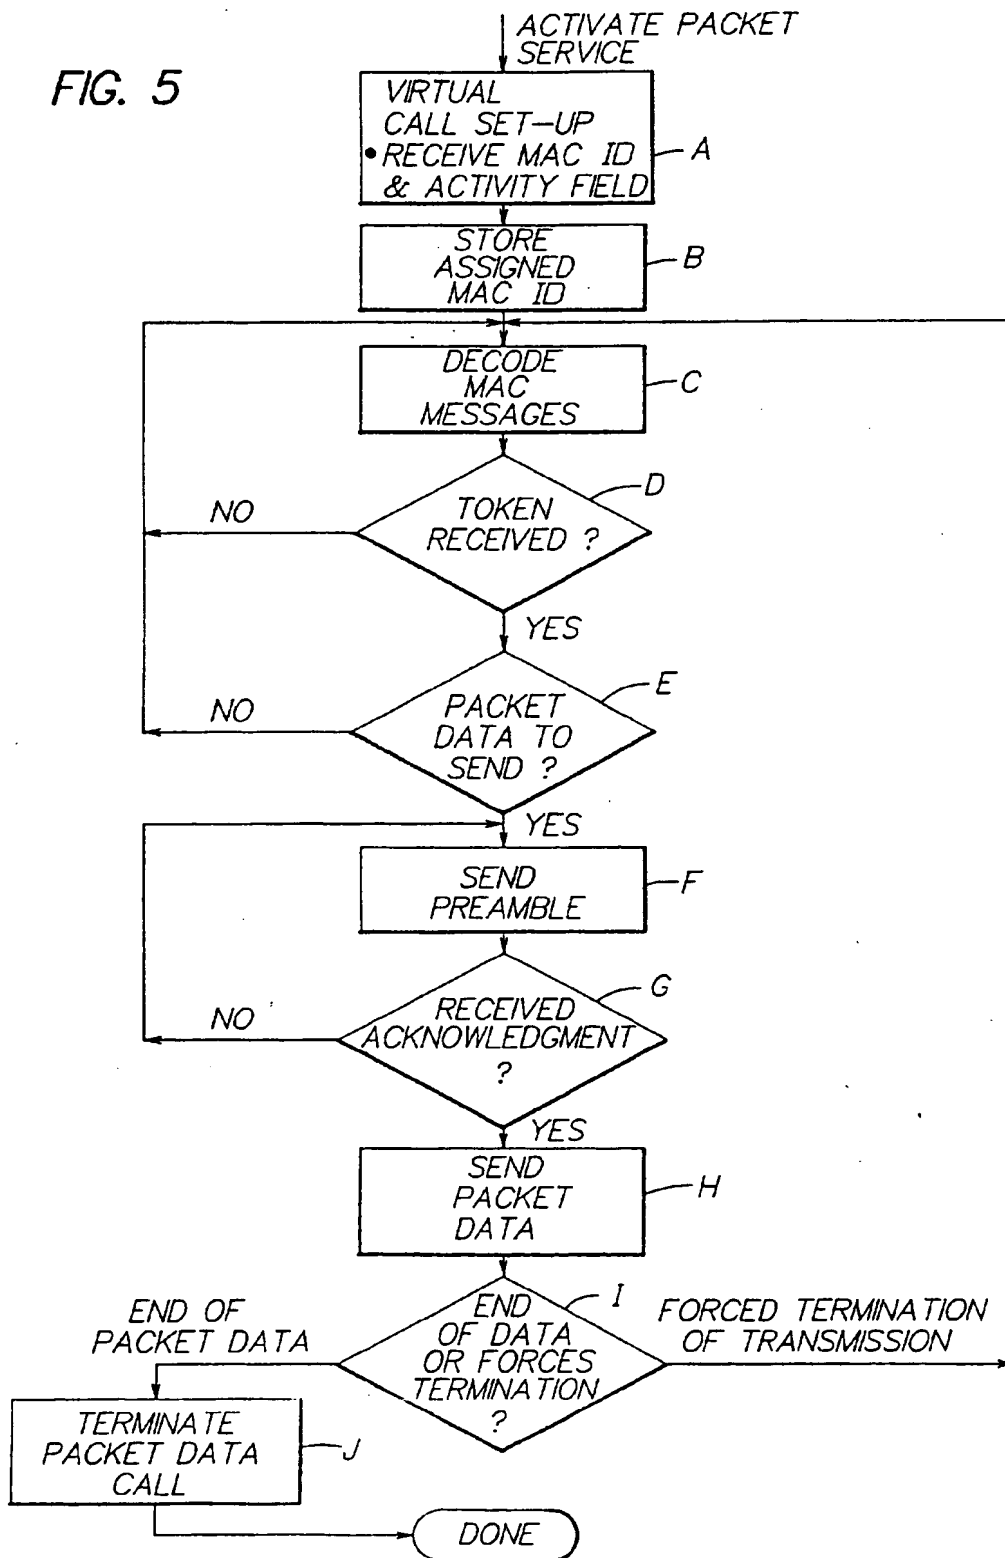 ACTIVATE PACKET
SERVICE
FIG. 5
VIRTUAL
CALL SET-UP
• RECEIVE MAC ID
& ACTIVITY FIELD
A
STORE
ASSIGNED
MAC ID
B
DECODE
MAC
MESSAGES
C
TOKEN
RECEIVED ?
D
NO
YES
PACKET
DATA TO
SEND ?
E
NO
YES
SEND
PREAMBLE
F
RECEIVED
ACKNOWLEDGMENT
?
G
NO
YES
SEND
PACKET
DATA
H
END
OF DATA
OR FORCES
TERMINATION
?
I
END OF
PACKET DATA
FORCED TERMINATION
OF TRANSMISSION
TERMINATE
PACKET DATA
CALL
J
DONE